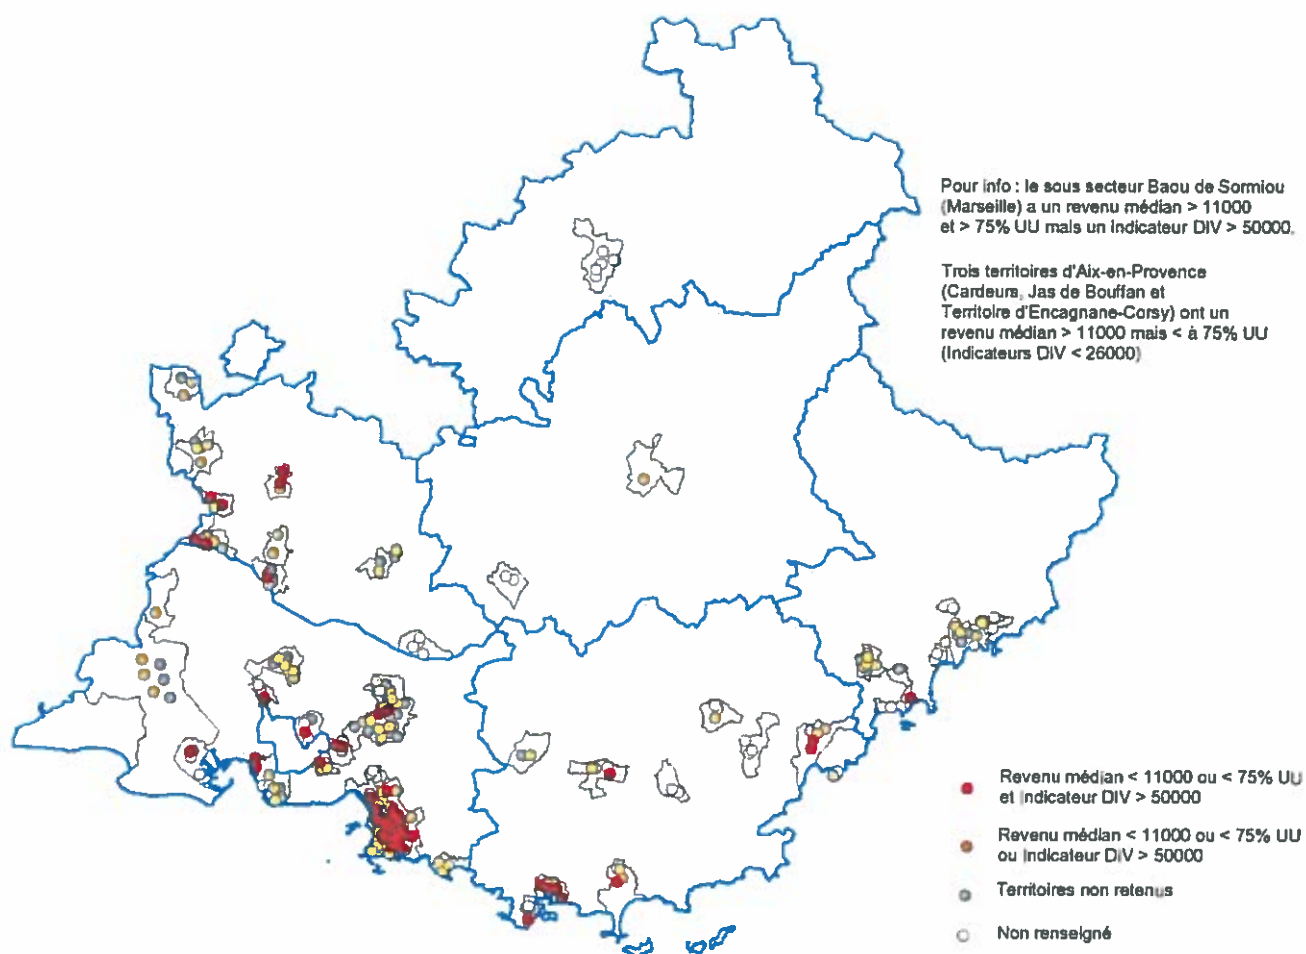 Pour info : le sous secteur Baou de Sormiou
(Marseille) a un revenu médian > 11000
et > 75% UU mais un Indicateur DIV > 50000.
Trois territoires d'Aix-en-Provence
(Cardeurs, Jas de Bouffan et
Territoire d'Encagnane-Corsy) ont un
revenu médian > 11000 mais < à 75% UU
(Indicateurs DIV < 26000)
Revenu médian < 11000 ou < 75% UU
et Indicateur DIV > 50000
Revenu médian < 11000 ou < 75% UU
ou Indicateur DIV > 50000
Territoires non retenus
Non renseigné